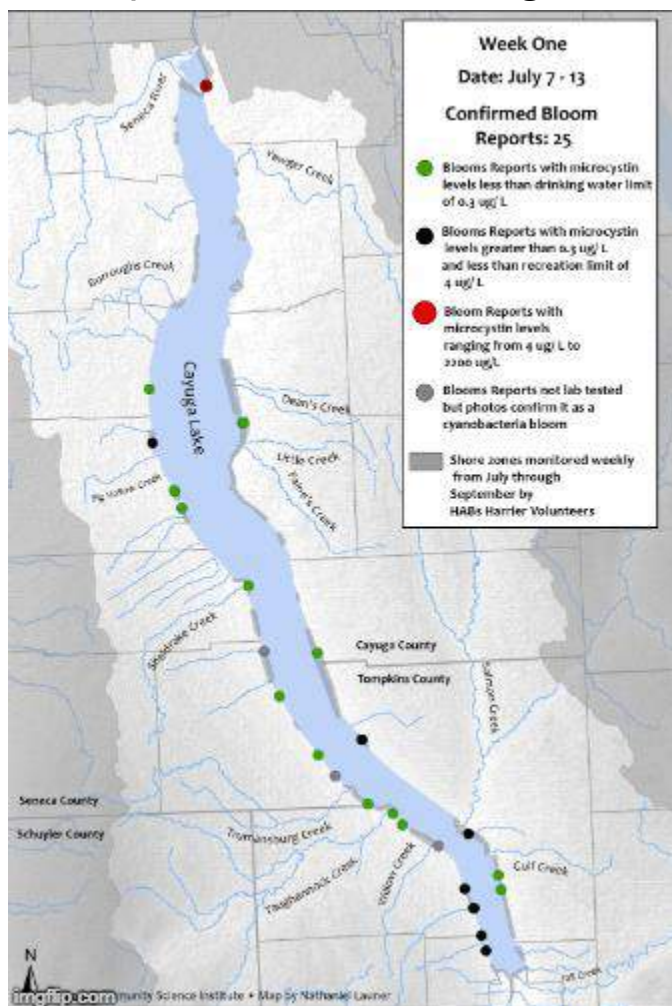 Week One
Date: July 7 - 13
Confirmed Bloom
Reports: 25
Blooms Reports with microcystin
levels less than drinking water limit
of 0.3 ug/ L
Blooms Reports with microcystin
levels greater than 0.3 ug/ L
and less than recreation limit of
4 ug/ L
Bloom Reports with
microcystin levels
ranging from 4 ug/ L to
2200 ug/L
Blooms Reports not lab tested
but photos confirm it as a
cyanobacteria bloom
Shore zones monitored weekly
from July through
September by
HABs Harrier Volunteers
Seneca River
Yawger Creek
Burroughs Creek
Cayuga Lake
Dean's Creek
Little Creek
Paine's Creek
Creek
Sheldrake Creek
Cayuga County
Tompkins County
Salmon Creek
Seneca County
Schuyler County
Trumansburg Creek
Taughannock Creek
Willow Creek
Gulf Creek
Fall Creek
N
imgflip.com
munity Science Institute • Map by Nathaniel Launer